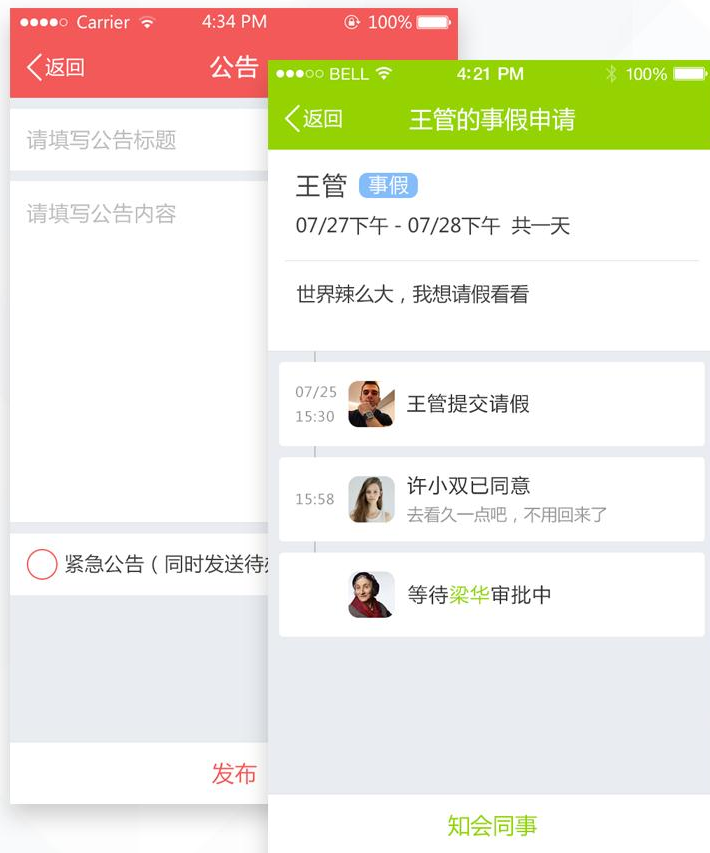 Carrier 4:34 PM 100%
返回 公告
请填写公告标题
请填写公告内容
紧急公告（同时发送待
发布
BELL 4:21 PM 100%
返回 王管的事假申请
王管 事假
07/27下午 - 07/28下午 共一天
世界辣么大，我想请假看看
07/25
15:30
王管提交请假
15:58
许小双已同意
去看久一点吧，不用回来了
等待梁华审批中
知会同事